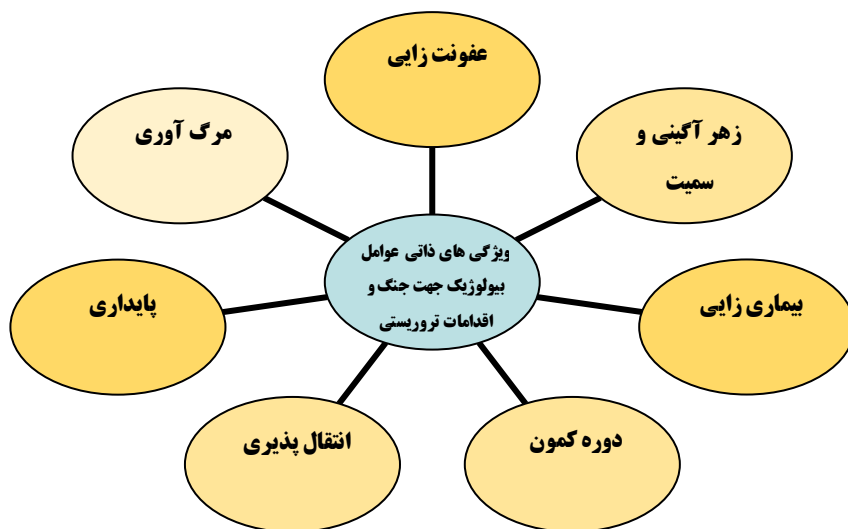 عفونت زایی
زهر آگینی و
سمیت
مرگ آوری
ویژگی های ذاتی عوامل
بیولوژیک جهت جنگ و
اقدامات تروریستی
بیماری زایی
پایداری
دوره کمون
انتقال پذیری